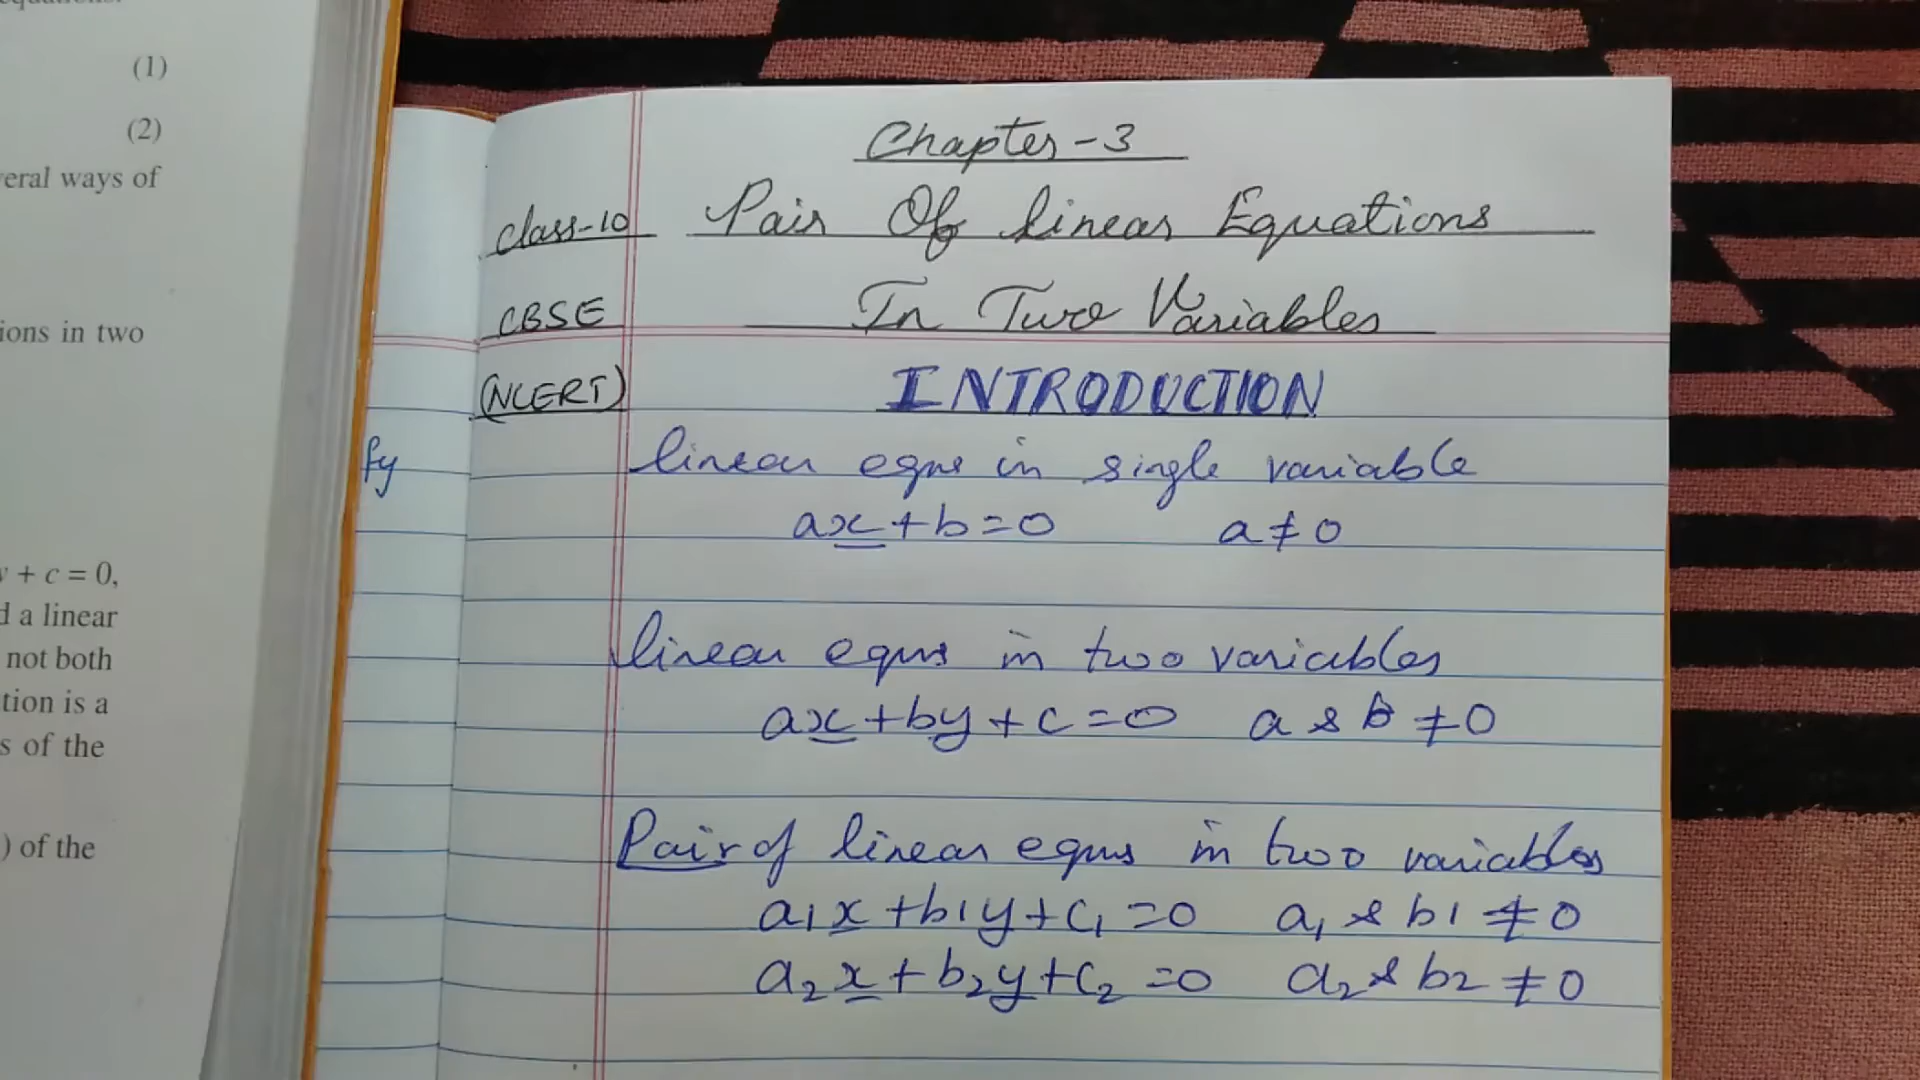 (1)
(2)
eral ways of
ions in two
+ c = 0,
d a linear
not both
tion is a
s of the
) of the
fy
Chapter-3
Class-10 Pair Of Linear Equations
CBSE In Two Variables
(NCERT) INTRODUCTION
linear eqns in single variable
ax+b=0 a≠0
linear eqns in two variables
ax+by+c=0 a & b ≠0
Pair of linear eqns in two variables
a1x+b1y+c1=0 a1 & b1 ≠0
a2x+b2y+c2=0 a2 & b2 ≠0